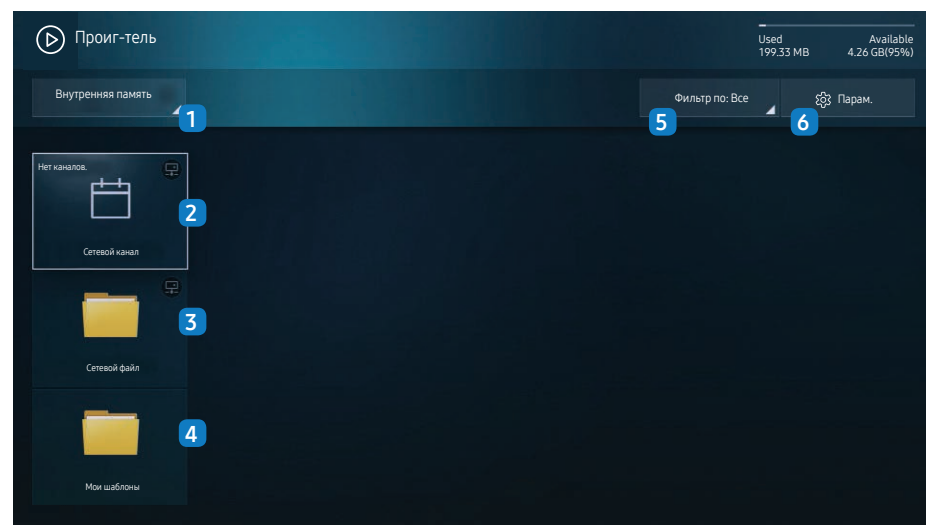 Проиг-тель
Used
Available
199.33 MB
4.26 GB(95%)
Внутренняя память
1
Фильтр по: Все
5
Парам.
6
Нет каналов.
2
Сетевой канал
3
Сетевой файл
4
Мои шаблоны